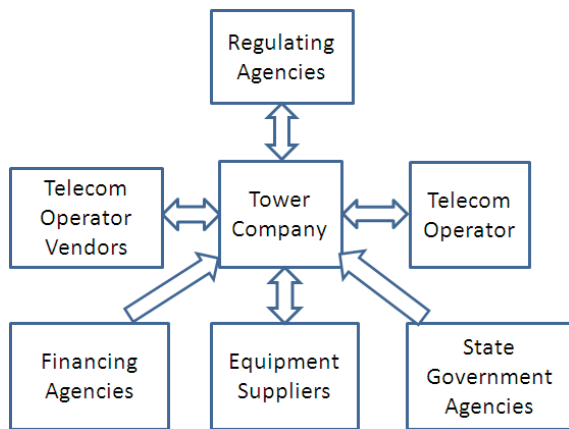 Regulating
Agencies
Telecom
Operator
Vendors
Tower
Company
Telecom
Operator
Financing
Agencies
Equipment
Suppliers
State
Government
Agencies